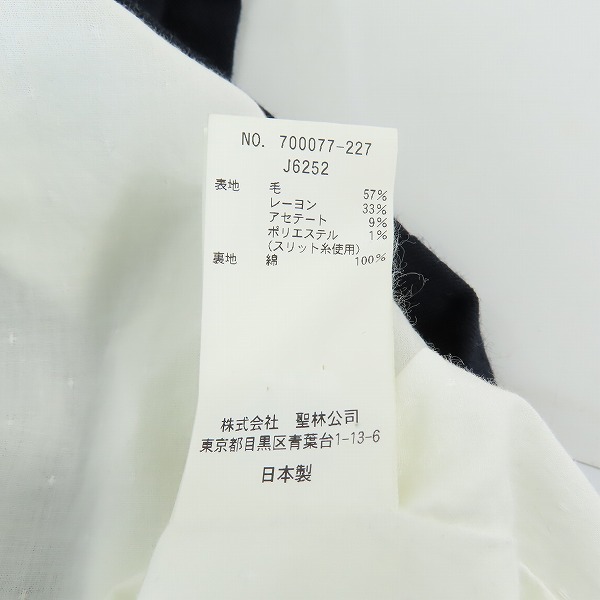 NO. 700077-227
J6252
表地 毛 57%
レーヨン 33%
アセテート 9%
ポリエステル 1%
(スリット糸使用)
裏地 綿 100%
株式会社 聖林公司
東京都目黒区青葉台1-13-6
日本製